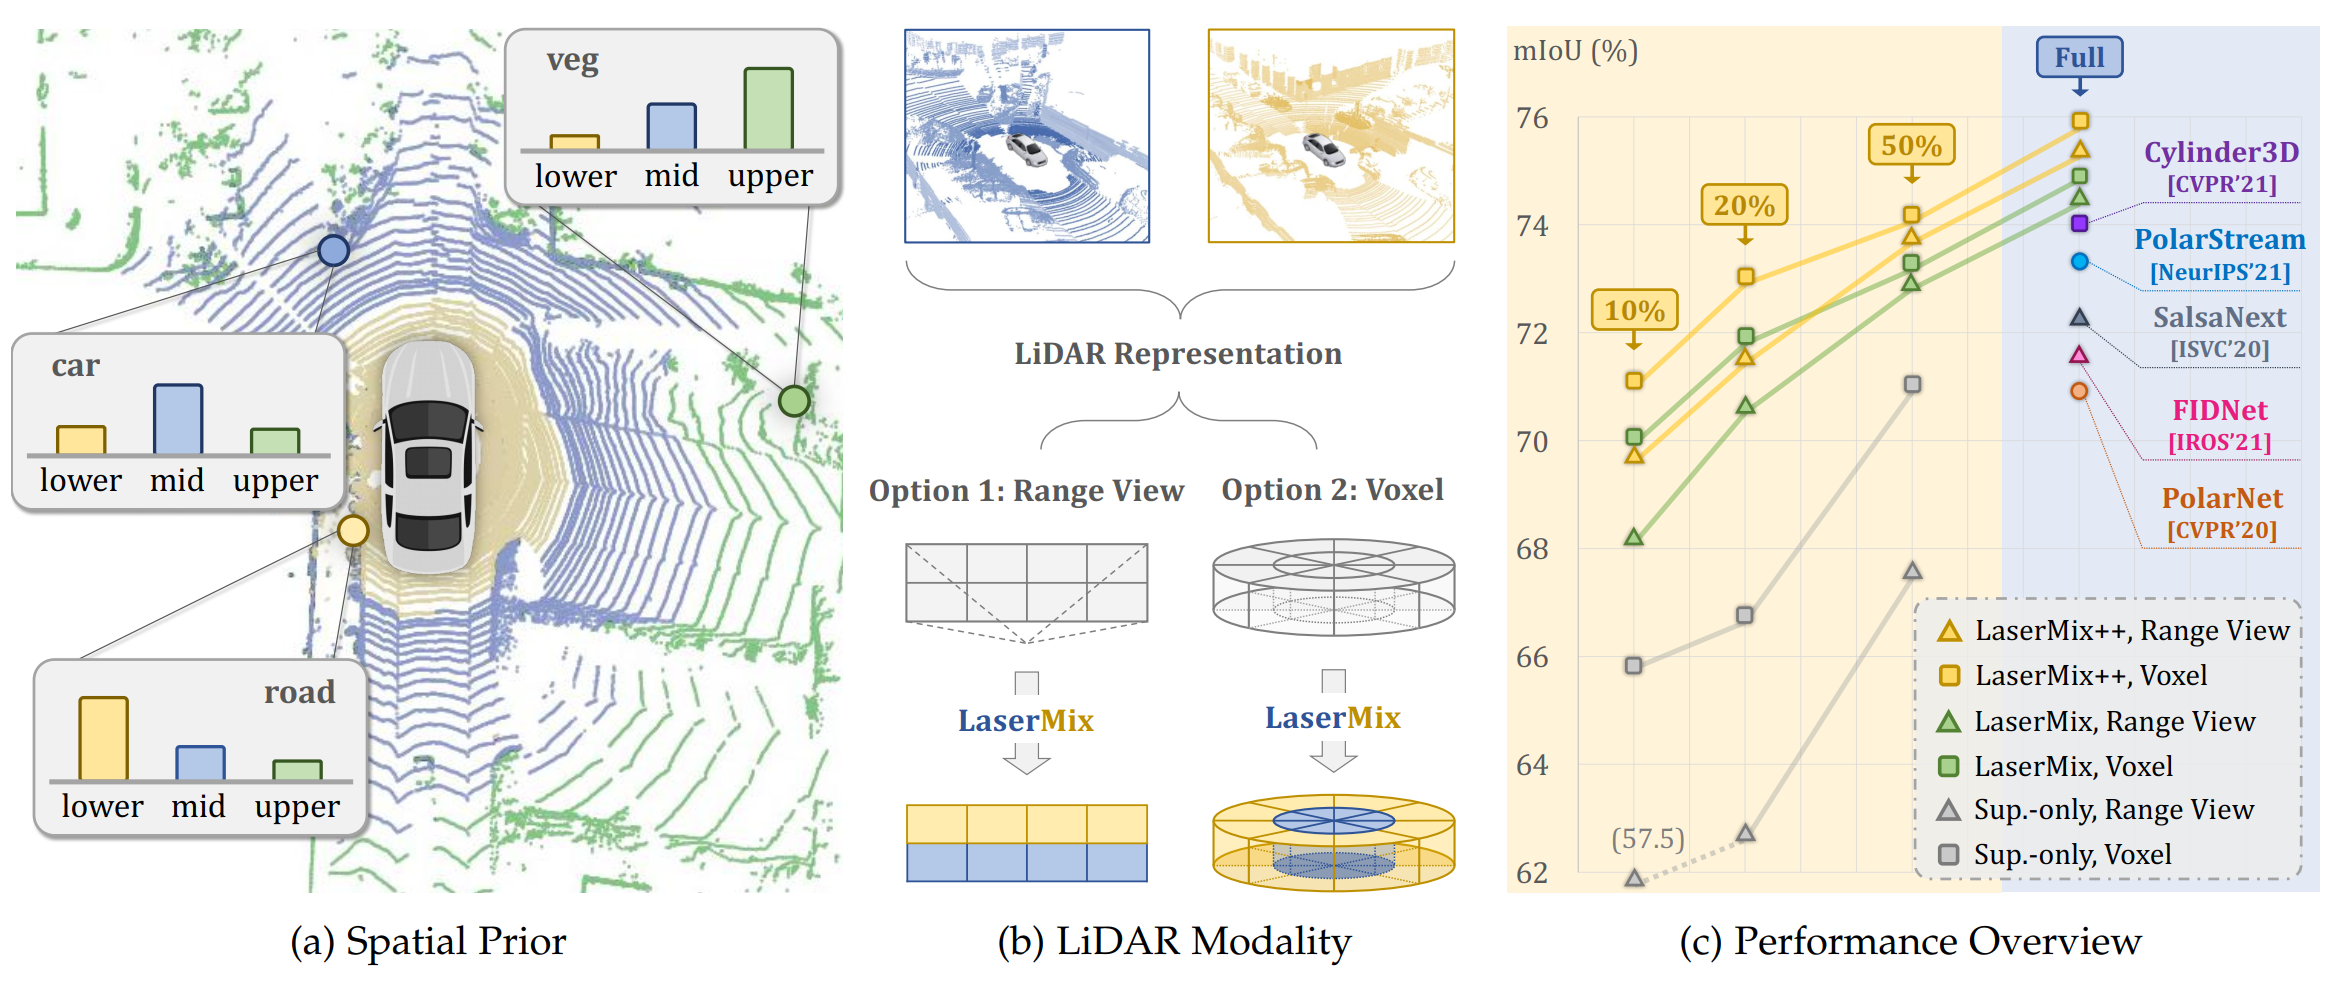 veg
lower mid upper
car
lower mid upper
road
lower mid upper
(a) Spatial Prior
LiDAR Representation
Option 1: Range View
Option 2: Voxel
LaserMix
LaserMix
(b) LiDAR Modality
mIoU (%)
76
74
72
70
68
66
64
62
10%
20%
50%
Full
(57.5)
Cylinder3D
[CVPR'21]
PolarStream
[NeurIPS'21]
SalsaNext
[ISVC'20]
FIDNet
[IROS'21]
PolarNet
[CVPR'20]
LaserMix++, Range View
LaserMix++, Voxel
LaserMix, Range View
LaserMix, Voxel
Sup.-only, Range View
Sup.-only, Voxel
(c) Performance Overview